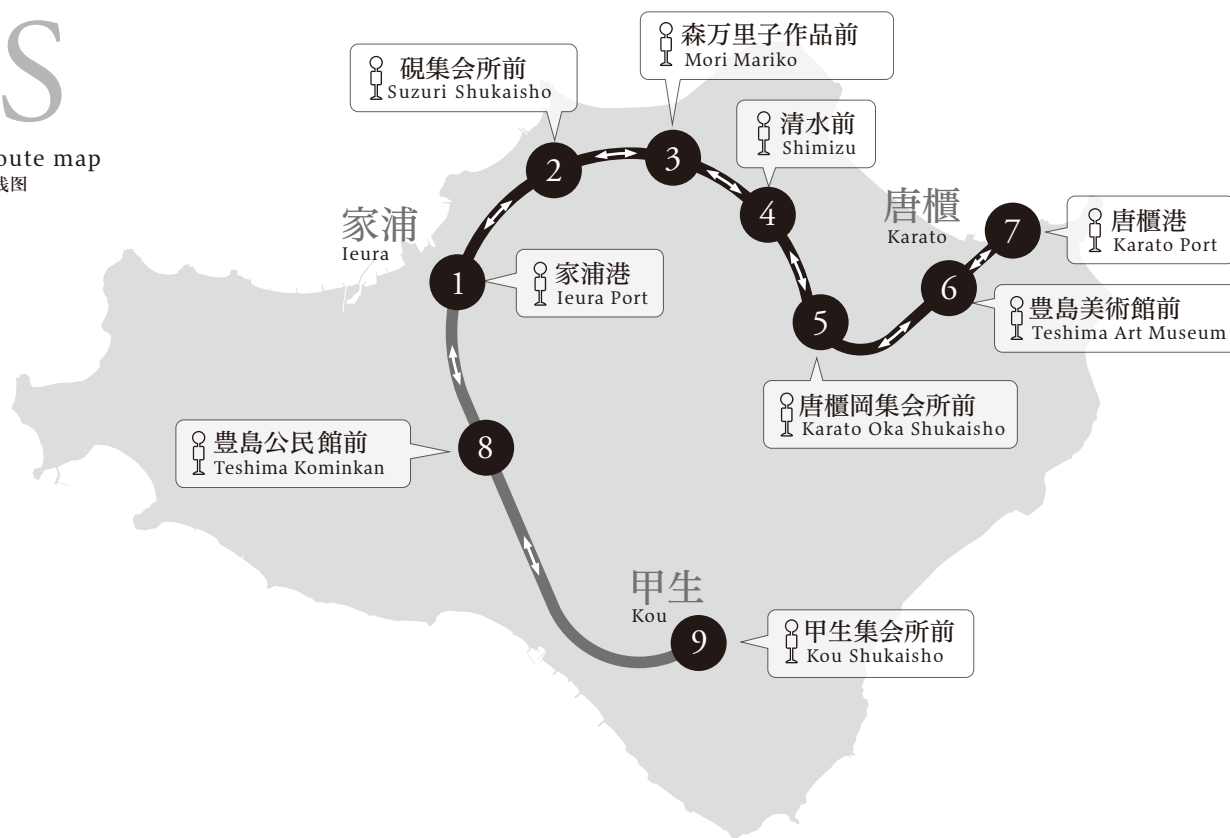 S
oute map
线图
森万里子作品前
Mori Mariko
硯集会所前
Suzuri Shukaisho
清水前
Shimizu
2
3
4
家浦
Ieura
唐櫃
Karato
7
唐櫃港
Karato Port
1
家浦港
Ieura Port
6
豊島美術館前
Teshima Art Museum
5
唐櫃岡集会所前
Karato Oka Shukaisho
豊島公民館前
Teshima Kominkan
8
甲生
Kou
9
甲生集会所前
Kou Shukaisho